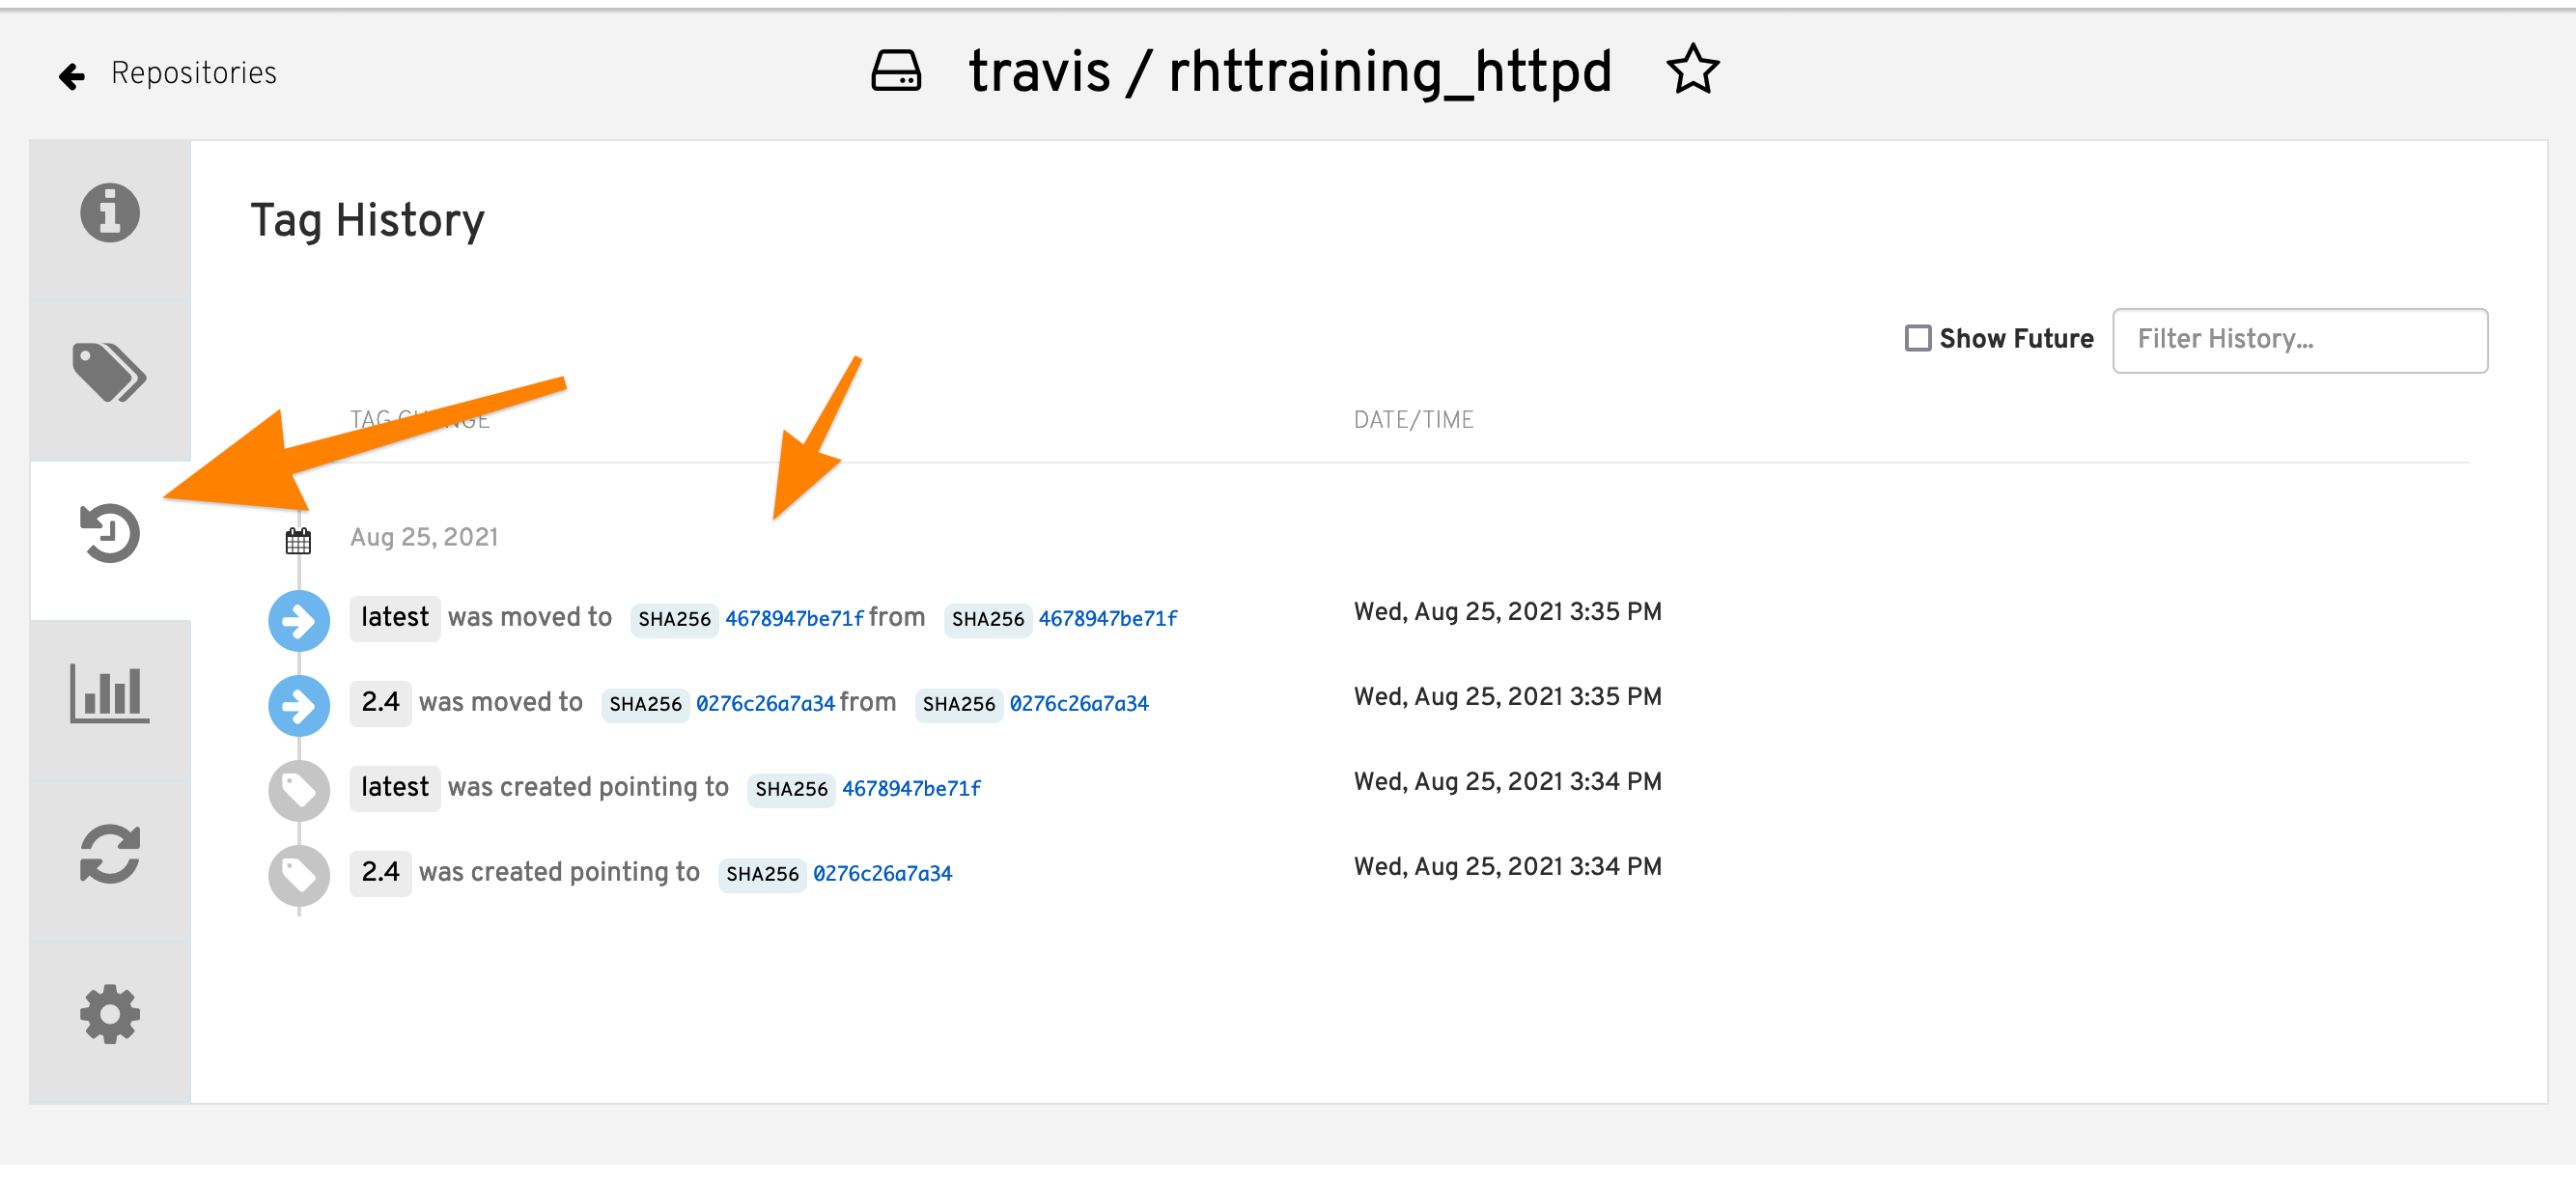 Repositories
travis / rhttraining_httpd
Tag History
Show Future
Filter History...
TAG CHANGE DATE/TIME
Aug 25, 2021
latest was moved to SHA256 4678947be71f from SHA256 4678947be71f Wed, Aug 25, 2021 3:35 PM
2.4 was moved to SHA256 0276c26a7a34 from SHA256 0276c26a7a34 Wed, Aug 25, 2021 3:35 PM
latest was created pointing to SHA256 4678947be71f Wed, Aug 25, 2021 3:34 PM
2.4 was created pointing to SHA256 0276c26a7a34 Wed, Aug 25, 2021 3:34 PM